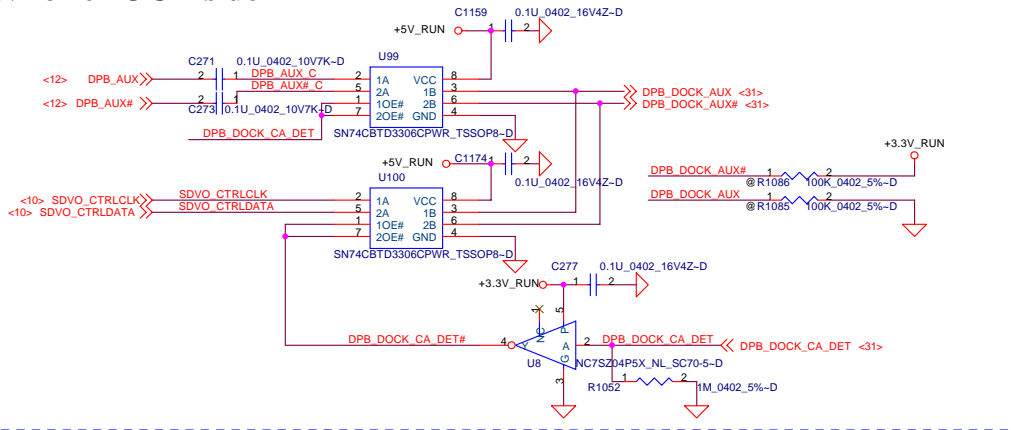 C1159 0.1U_0402_16V4Z~D
+5V_RUN 1 2
U99
C271 0.1U_0402_10V7K~D
<12> DPB_AUX 2 1 DPB_AUX_C 2 1A VCC 8
DPB_AUX#_C 5 2A 1B 3 DPB_DOCK_AUX <31>
<12> DPB_AUX# 2 1 1 1OE# 2B 6 DPB_DOCK_AUX# <31>
C273 0.1U_0402_10V7K~D 7 2OE# GND 4
DPB_DOCK_CA_DET
SN74CBTD3306CPWR_TSSOP8~D
+3.3V_RUN
+5V_RUN C1174 1 2
U100 0.1U_0402_16V4Z~D
DPB_DOCK_AUX# 1 2
@ R1086 100K_0402_5%~D
<10> SDVO_CTRLCLK SDVO_CTRLCLK 2 1A VCC 8
DPB_DOCK_AUX 1 2
<10> SDVO_CTRLDATA SDVO_CTRLDATA 5 2A 1B 3
@ R1085 100K_0402_5%~D
1 1OE# 2B 6
7 2OE# GND 4
SN74CBTD3306CPWR_TSSOP8~D
C277 0.1U_0402_16V4Z~D
+3.3V_RUN 1 2
1 5
NC P
DPB_DOCK_CA_DET# 4 Y A 2 DPB_DOCK_CA_DET DPB_DOCK_CA_DET <31>
G
U8 NC7SZ04P5X_NL_SC70-5~D
3
R1052 1 2 1M_0402_5%~D